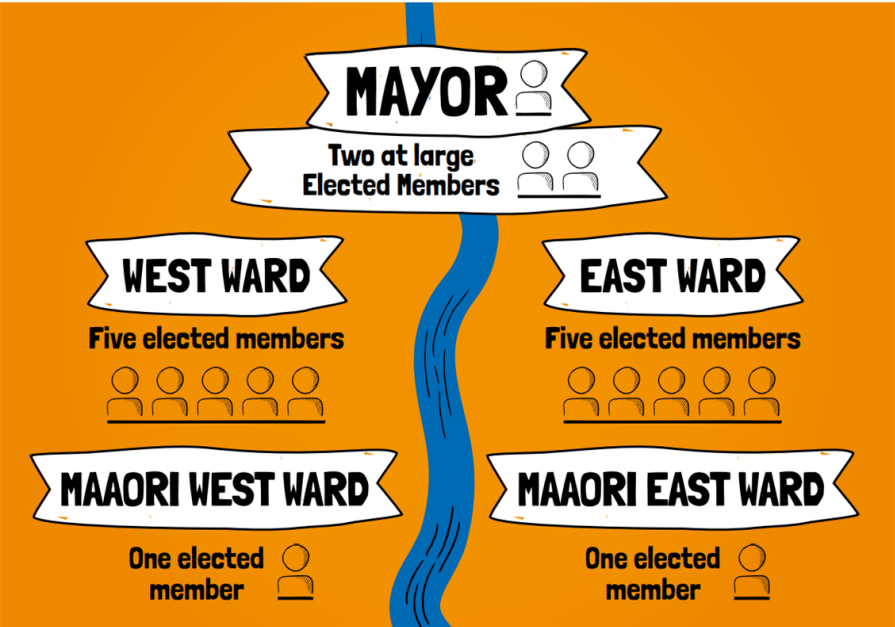 MAYOR
Two at large
Elected Members
WEST WARD
Five elected members
EAST WARD
Five elected members
MAAORI WEST WARD
One elected
member
MAAORI EAST WARD
One elected
member